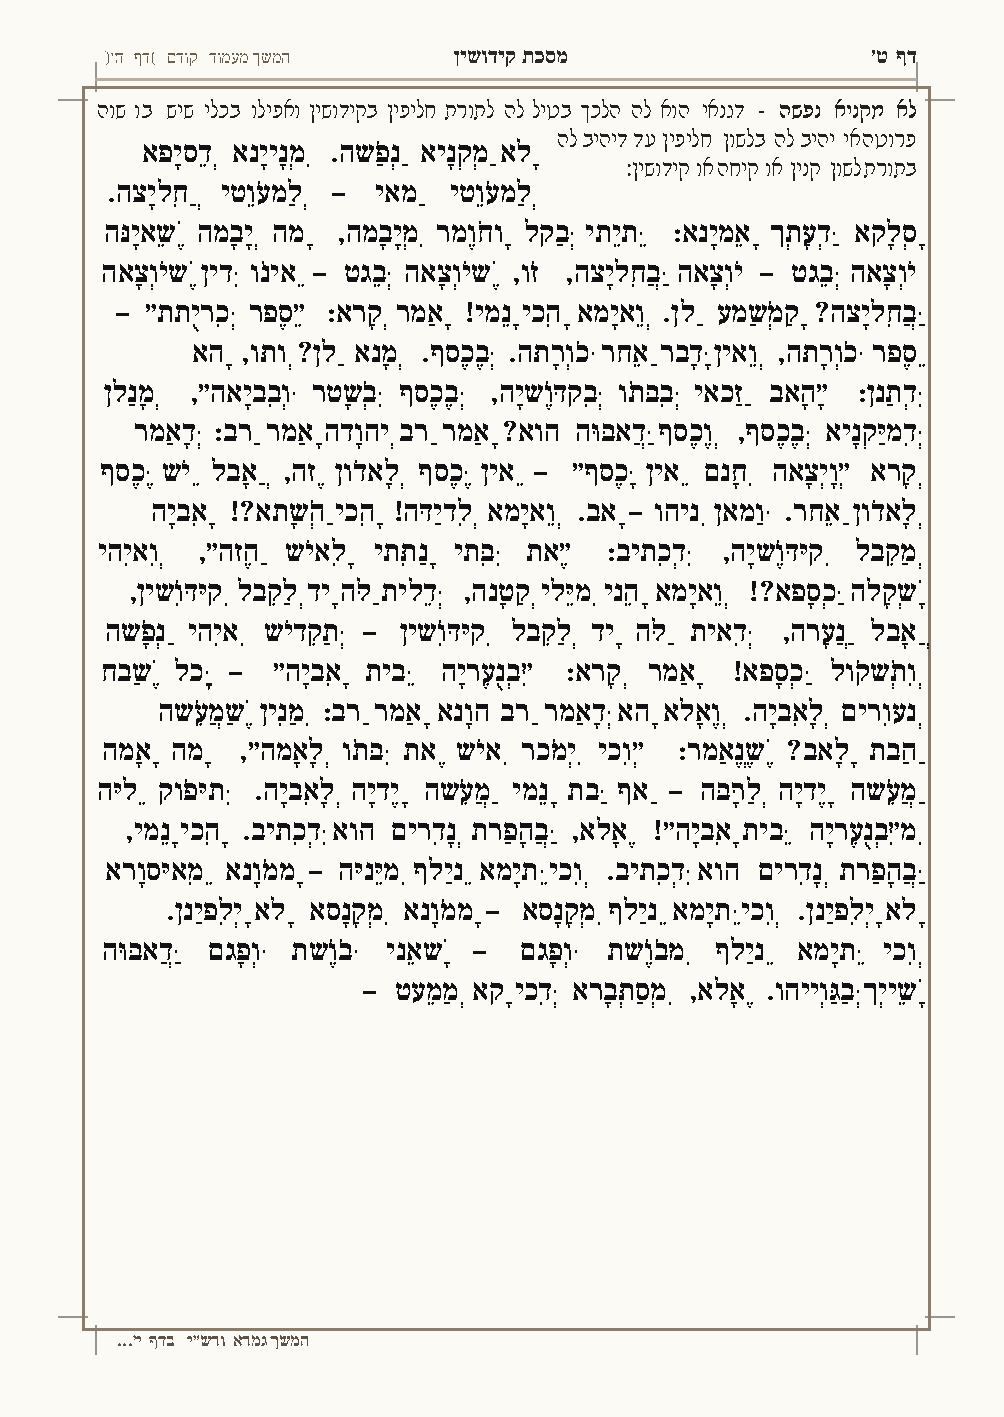 דף ט׳ מסכת קידושין המשך מעמוד קודם (דף ה׳)
לא מקניא נפשה - דגנאי הוא לה הלכך בטיל לה לתורת חליפין בקידושין ואפילו בכלי שיש בו שוה
פרוטה אי יהיב לה בלשון חליפין עד דיהיב לה
בתורת לשון קנין או קיחה או קידושין:
לָא מַקְנְיָא נַפְשָׁהּ. מִנְיָינָא דְּסֵיפָא
לְמַעוֹטֵי מַאי – לְמַעוֹטֵי חֲלִיצָה.
סָלְקָא דַּעְתָּךְ אָמֵינָא: תֵּיתֵי בְּקַל וָחוֹמֶר מִיְּבָמָה, מָה יְבָמָה שֶׁאֵינָהּ
יוֹצְאָה בְּגֵט – יוֹצְאָה בַּחֲלִיצָה, זוֹ, שֶׁיּוֹצְאָה בְּגֵט – אֵינוֹ דִּין שֶׁיּוֹצְאָה
בַּחֲלִיצָה? קָמַשְׁמַע לַן. וְאֵימָא הָכִי נָמֵי! אָמַר קְרָא: ״סֵפֶר כְּרִיתֻת״ –
סֵפֶר כּוֹרְתָהּ, וְאֵין דָּבָר אַחֵר כּוֹרְתָהּ. בְּכֶסֶף. מְנָא לַן? וְתוּ, הָא
דִּתְנַן: ״הָאָב זַכַּאי בְּבִתּוֹ בְּקִדּוּשֶׁיהָ, בְּכֶסֶף בִּשְׁטָר וּבְבִיאָה״, מְנָלַן
דְּמִיקַּנְיָא בְּכֶסֶף, וְכֶסֶף דַּאֲבוּהּ הוּא? אָמַר רַב יְהוּדָה אָמַר רַב: דְּאָמַר
קְרָא ״וְיָצְאָה חִנָּם אֵין כָּסֶף״ – אֵין כֶּסֶף לְאָדוֹן זֶה, אֲבָל יֵשׁ כֶּסֶף
לְאָדוֹן אַחֵר. וּמַאן נִיהוּ – אָב. וְאֵימָא לְדִידַהּ! הָכִי הַשְׁתָּא?! אָבִיהָ
מְקַבֵּל קִידּוּשֶׁיהָ, דִּכְתִיב: ״אֶת בִּתִּי נָתַתִּי לָאִישׁ הַזֶּה״, וְאִיהִי
שָׁקְלָה כַּסְפָּא?! וְאֵימָא הָנֵי מִילֵּי קְטַנָּה, דְּלֵית לַהּ יָד לְקַבֵּל קִידּוּשִׁין,
אֲבָל נַעֲרָה, דְּאִית לַהּ יָד לְקַבֵּל קִידּוּשִׁין – תְּקַדֵּישׁ אִיהִי נַפְשָׁהּ
וְתִשְׁקוֹל כַּסְפָּא! אָמַר קְרָא: ״בִּנְעֻרֶיהָ בֵּית אָבִיהָ״ – כׇּל שֶׁבַח
נְעוּרִים לְאָבִיהָ. וְאֶלָּא הָא דְּאָמַר רַב הוּנָא אָמַר רַב: מִנַּיִן שֶׁמַּעֲשֵׂה
הַבַּת לָאָב? שֶׁנֶּאֱמַר: ״וְכִי יִמְכֹּר אִישׁ אֶת בִּתּוֹ לְאָמָה״, מָה אָמָה
מַעֲשֵׂה יָדֶיהָ לְרַבָּהּ – אַף בַּת נָמֵי מַעֲשֵׂה יָדֶיהָ לְאָבִיהָ. תִּיפּוֹק לֵיהּ
מִ״בִּנְעֻרֶיהָ בֵּית אָבִיהָ״! אֶלָּא, בַּהֲפָרַת נְדָרִים הוּא דִּכְתִיב. הָכִי נָמֵי,
בַּהֲפָרַת נְדָרִים הוּא דִּכְתִיב. וְכִי תֵּימָא נֵילַף מִינֵּיהּ – מָמוֹנָא מֵאִיסּוּרָא
לָא יָלְפִינַן. וְכִי תֵּימָא נֵילַף מִקְּנָסָא – מָמוֹנָא מִקְּנָסָא לָא יָלְפִינַן.
וְכִי תֵּימָא נֵילַף מִבּוֹשֶׁת וּפְגָם – שָׁאנֵי בּוֹשֶׁת וּפְגָם דַּאֲבוּהּ
שָׁיֵיךְ בְּגַוַּיְיהוּ. אֶלָּא, מִסְתַּבְּרָא דְּכִי קָא מְמַעֵט –
המשך גמרא ורש״י בדף י׳...